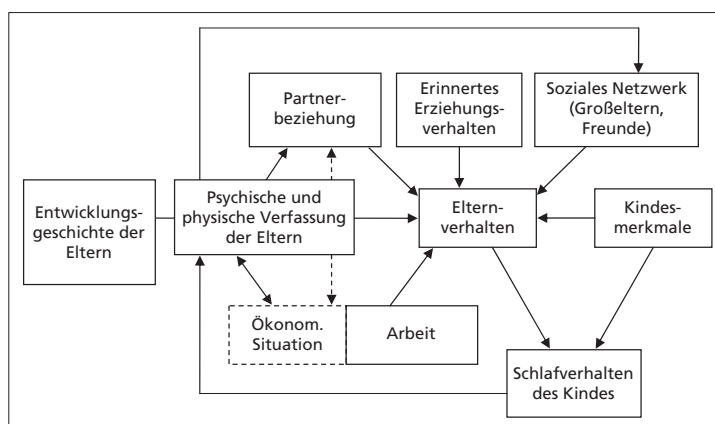 Partner-
beziehung
Erinnertes
Erziehungs-
verhalten
Soziales Netzwerk
(Großeltern,
Freunde)
Entwicklungs-
geschichte der
Eltern
Psychische und
physische Verfassung
der Eltern
Eltern-
verhalten
Kindes-
merkmale
Ökonom.
Situation
Arbeit
Schlafverhalten
des Kindes